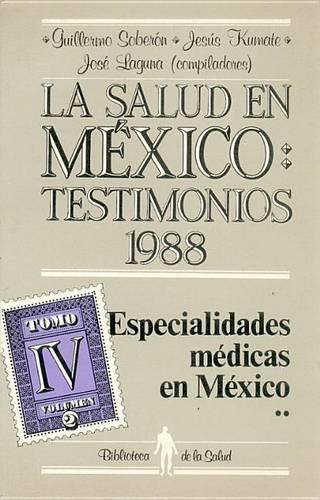 Guillermo Soberón · Jesús Kumate
José Laguna (compiladores)
LA SALUD EN
MÉXICO:
TESTIMONIOS
1988
TOMO
IV
VOLUMEN
2
Especialidades
médicas
en México
••
Biblioteca de la Salud